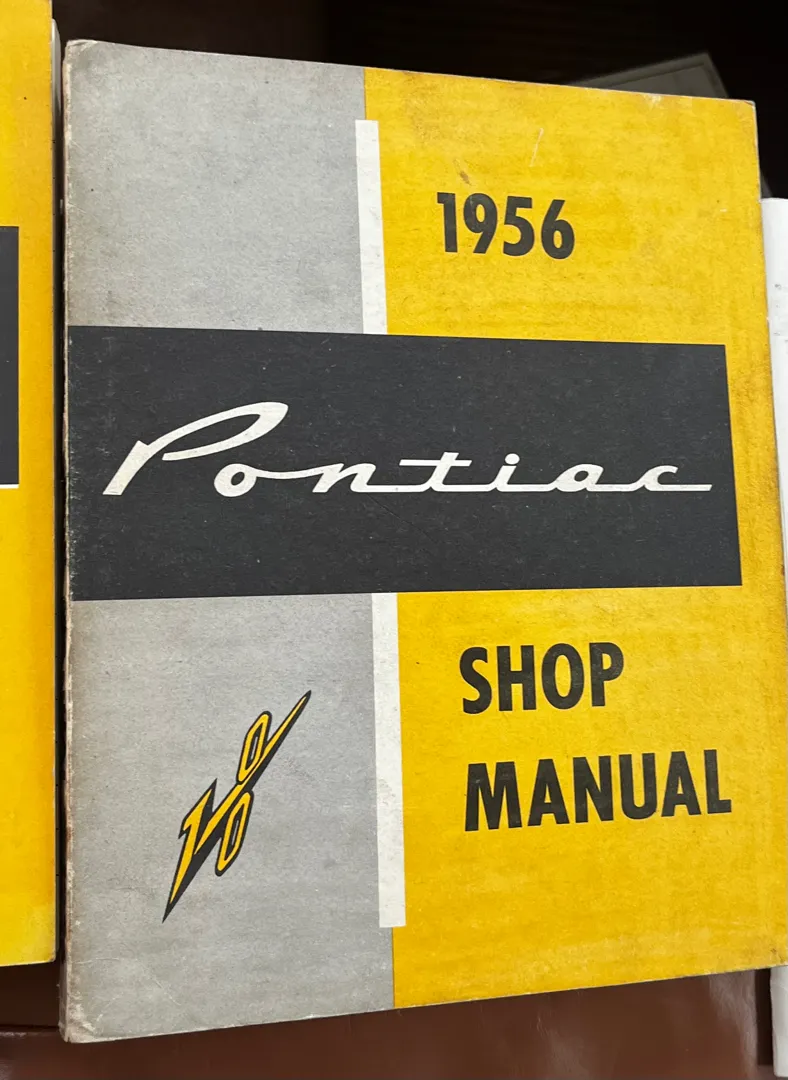 1956
Pontiac
SHOP
MANUAL
V8